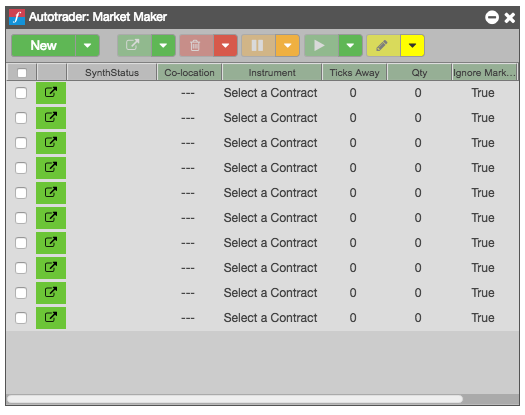 Autotrader: Market Maker
New
SynthStatus Co-location Instrument Ticks Away Qty Ignore Mark...
--- Select a Contract 0 0 True
--- Select a Contract 0 0 True
--- Select a Contract 0 0 True
--- Select a Contract 0 0 True
--- Select a Contract 0 0 True
--- Select a Contract 0 0 True
--- Select a Contract 0 0 True
--- Select a Contract 0 0 True
--- Select a Contract 0 0 True
--- Select a Contract 0 0 True